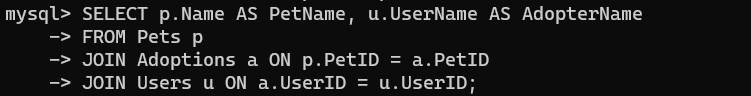 mysql> SELECT p.Name AS PetName, u.UserName AS AdopterName
    -> FROM Pets p
    -> JOIN Adoptions a ON p.PetID = a.PetID
    -> JOIN Users u ON a.UserID = u.UserID;